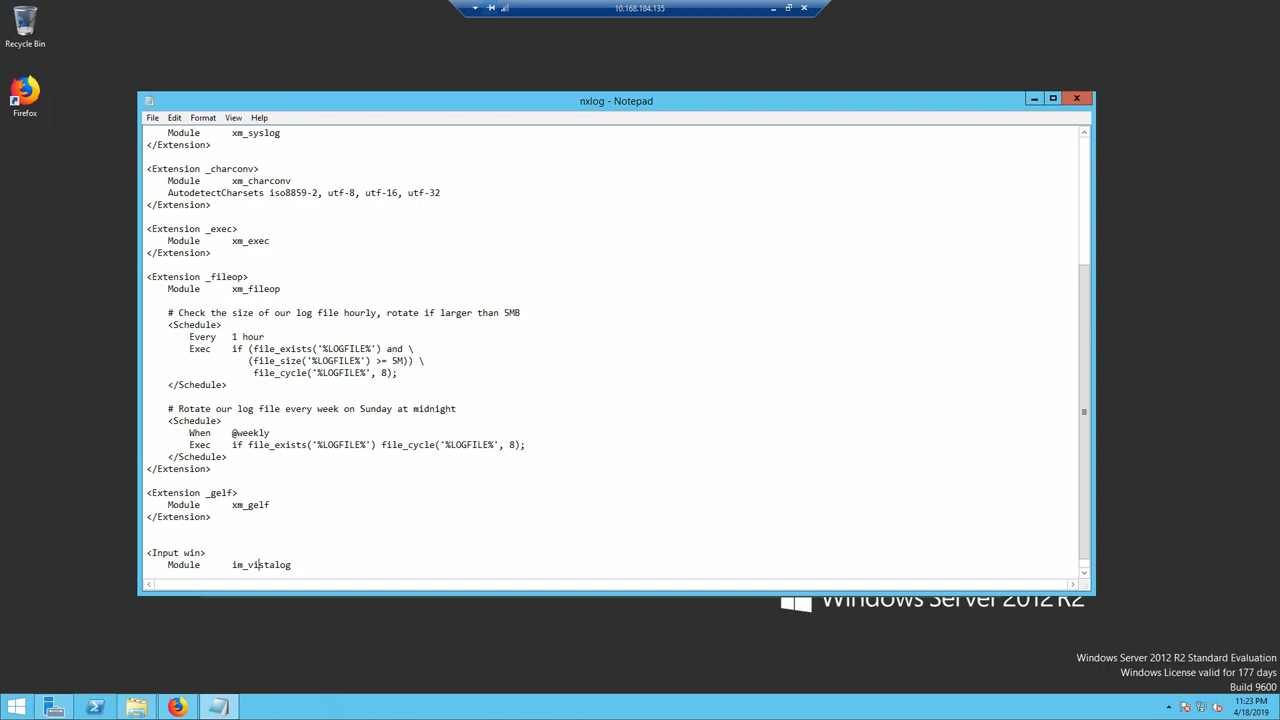 10.168.184.135
Recycle Bin
Firefox
nxlog - Notepad
File Edit Format View Help
Module xm_syslog
</Extension>
<Extension _charconv>
Module xm_charconv
AutodetectCharsets iso8859-2, utf-8, utf-16, utf-32
</Extension>
<Extension _exec>
Module xm_exec
</Extension>
<Extension _fileop>
Module xm_fileop
# Check the size of our log file hourly, rotate if larger than 5MB
<Schedule>
Every 1 hour
Exec if (file_exists('%LOGFILE%') and \
(file_size('%LOGFILE%') >= 5M)) \
file_cycle('%LOGFILE%', 8);
</Schedule>
# Rotate our log file every week on Sunday at midnight
<Schedule>
When @weekly
Exec if file_exists('%LOGFILE%') file_cycle('%LOGFILE%', 8);
</Schedule>
</Extension>
<Extension _gelf>
Module xm_gelf
</Extension>
<Input win>
Module im_vistalog
Windows Server 2012 R2
Windows Server 2012 R2 Standard Evaluation
Windows License valid for 177 days
Build 9600
11:23 PM
4/18/2019